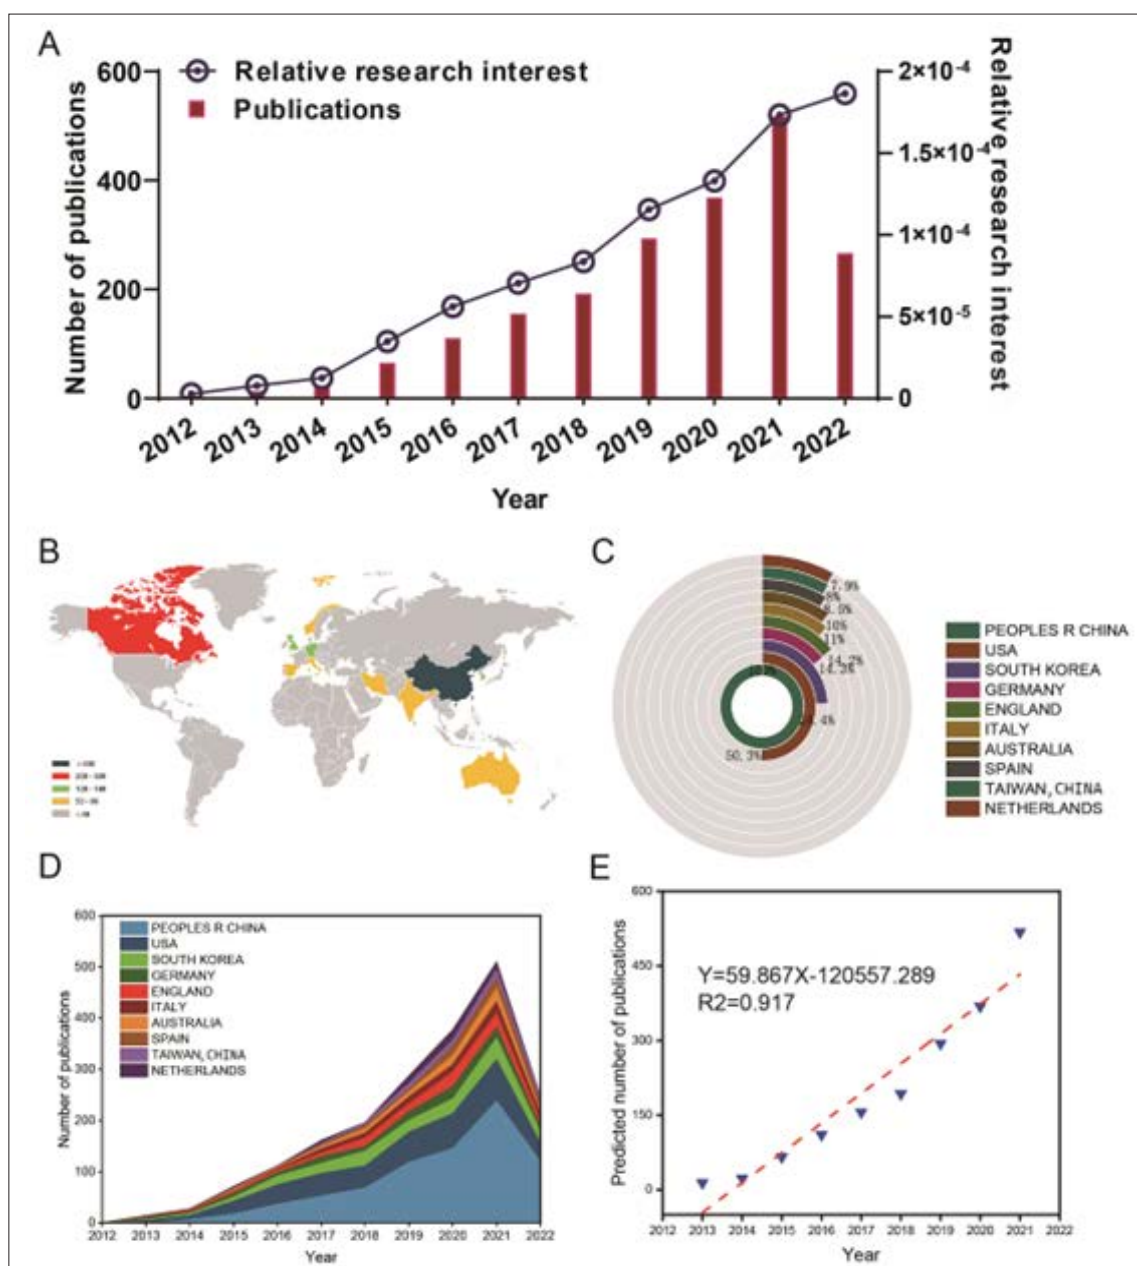 A
Relative research interest
Publications
Number of publications
600
400
200
0
2×10⁻⁴
1.5×10⁻⁴
1×10⁻⁴
5×10⁻⁵
0
Relative research interest
2012 2013 2014 2015 2016 2017 2018 2019 2020 2021 2022
Year
B
C
7.9%
8%
8.8%
10%
11%
14.2%
14.3%
50.3%
PEOPLES R CHINA
USA
SOUTH KOREA
GERMANY
ENGLAND
ITALY
AUSTRALIA
SPAIN
TAIWAN, CHINA
NETHERLANDS
D
Number of publications
600
500
400
300
200
100
0
PEOPLES R CHINA
USA
SOUTH KOREA
GERMANY
ENGLAND
ITALY
AUSTRALIA
SPAIN
TAIWAN, CHINA
NETHERLANDS
2012 2013 2014 2015 2016 2017 2018 2019 2020 2021 2022
Year
E
Predicted number of publications
600
450
300
150
0
Y=59.867X-120557.289
R2=0.917
2012 2013 2014 2015 2016 2017 2018 2019 2020 2021 2022
Year